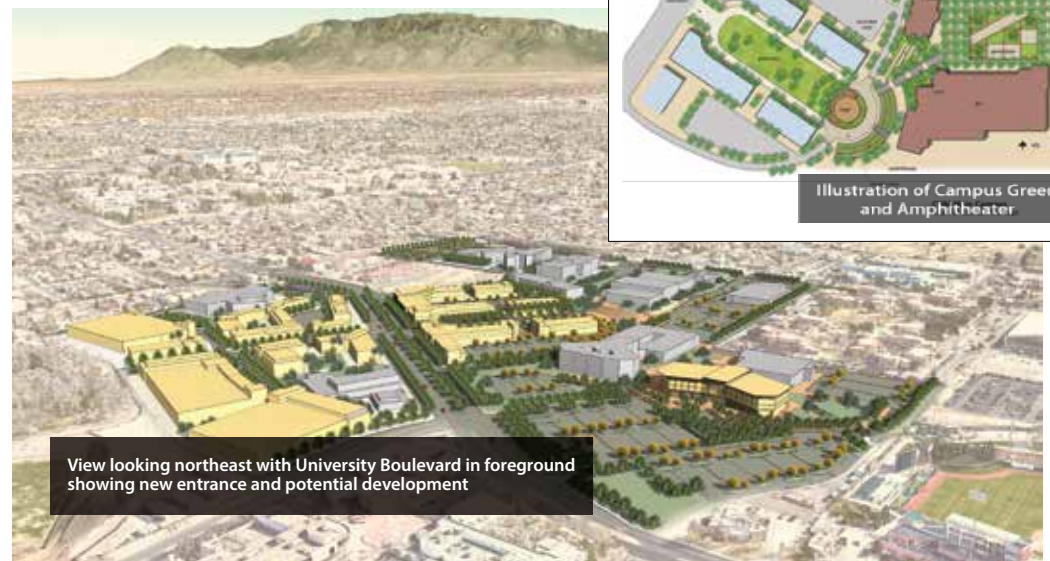 Illustration of Campus Green
and Amphitheater
View looking northeast with University Boulevard in foreground
showing new entrance and potential development